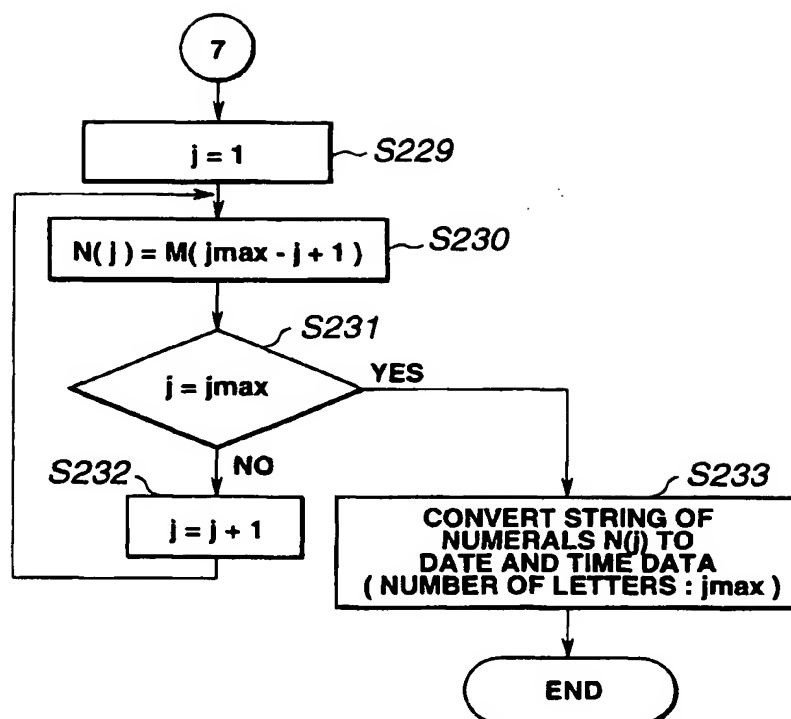 7
j = 1
S229
N( j ) = M( jmax - j + 1 )
S230
S231
j = jmax
YES
NO
S232
j = j + 1
S233
CONVERT STRING OF
NUMERALS N(j) TO
DATE AND TIME DATA
( NUMBER OF LETTERS : jmax )
END